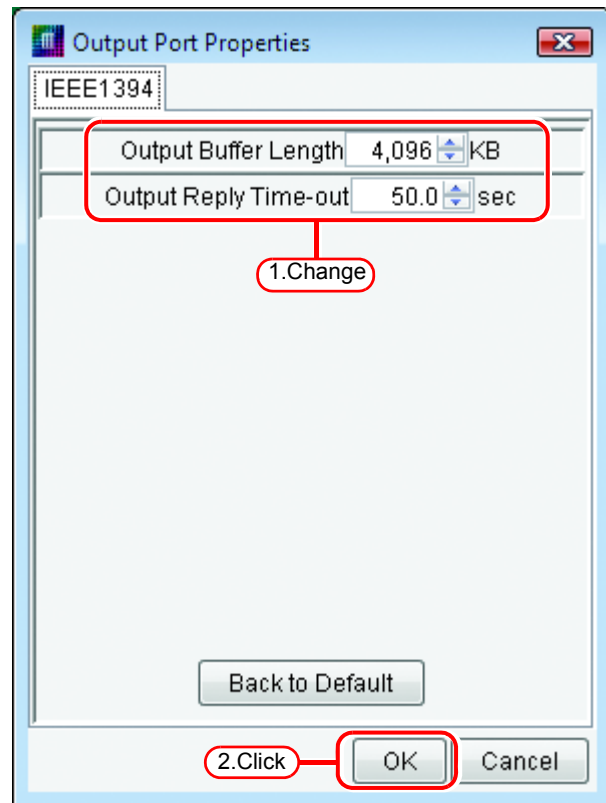 Output Port Properties
IEEE1394
Output Buffer Length 4,096 KB
Output Reply Time-out 50.0 sec
1.Change
Back to Default
2.Click OK Cancel